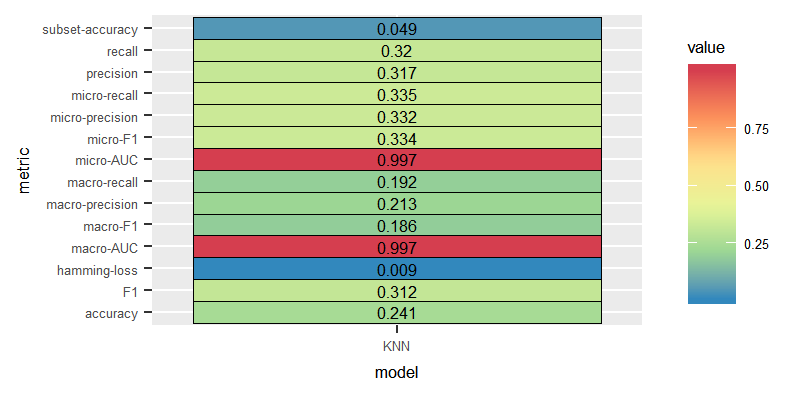 metric
subset-accuracy 0.049
recall 0.32
precision 0.317
micro-recall 0.335
micro-precision 0.332
micro-F1 0.334
micro-AUC 0.997
macro-recall 0.192
macro-precision 0.213
macro-F1 0.186
macro-AUC 0.997
hamming-loss 0.009
F1 0.312
accuracy 0.241
KNN
model
value
0.75
0.50
0.25